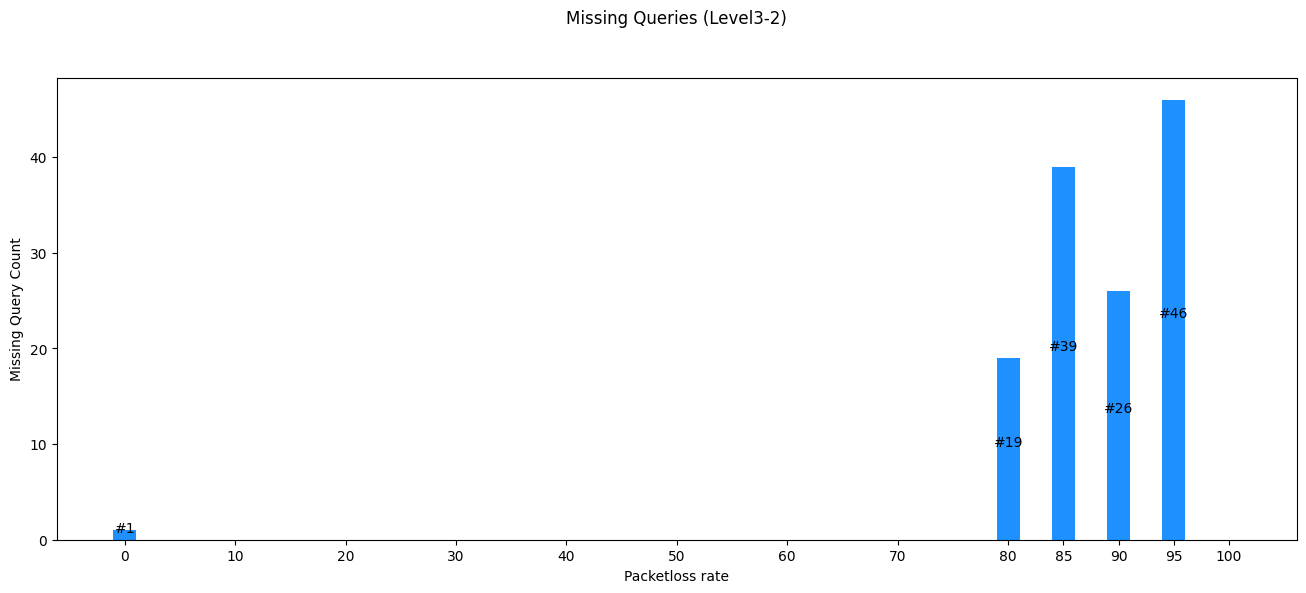 Missing Queries (Level3-2)
Missing Query Count
40
30
20
10
0
#1
#19
#39
#26
#46
0 10 20 30 40 50 60 70 80 85 90 95 100
Packetloss rate